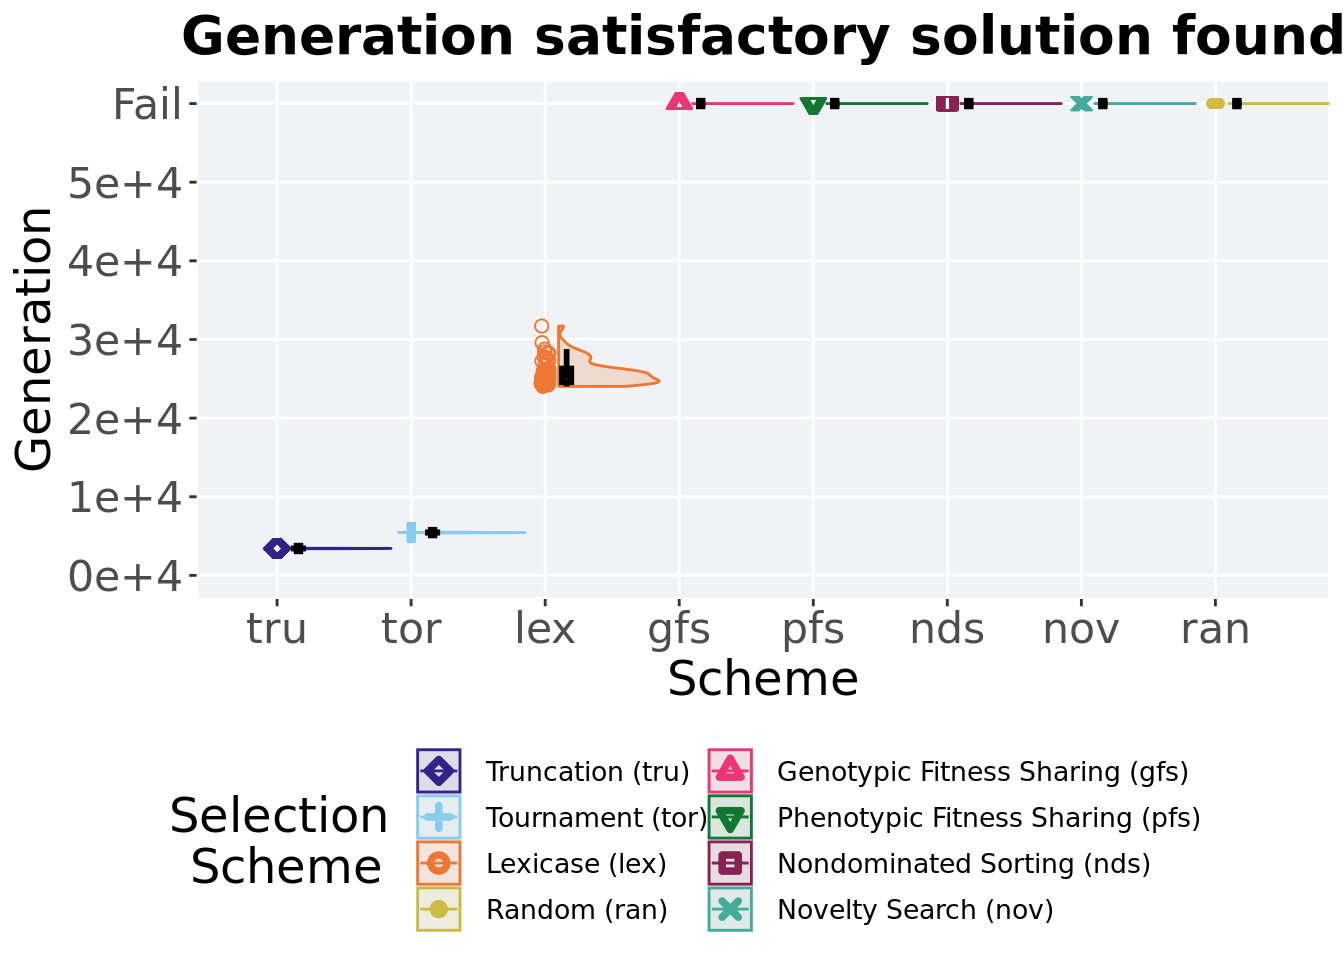 Generation satisfactory solution found
Fail
5e+4
4e+4
3e+4
2e+4
1e+4
0e+4
Generation
tru tor lex gfs pfs nds nov ran
Scheme
Selection
Scheme
Truncation (tru)
Tournament (tor)
Lexicase (lex)
Random (ran)
Genotypic Fitness Sharing (gfs)
Phenotypic Fitness Sharing (pfs)
Nondominated Sorting (nds)
Novelty Search (nov)